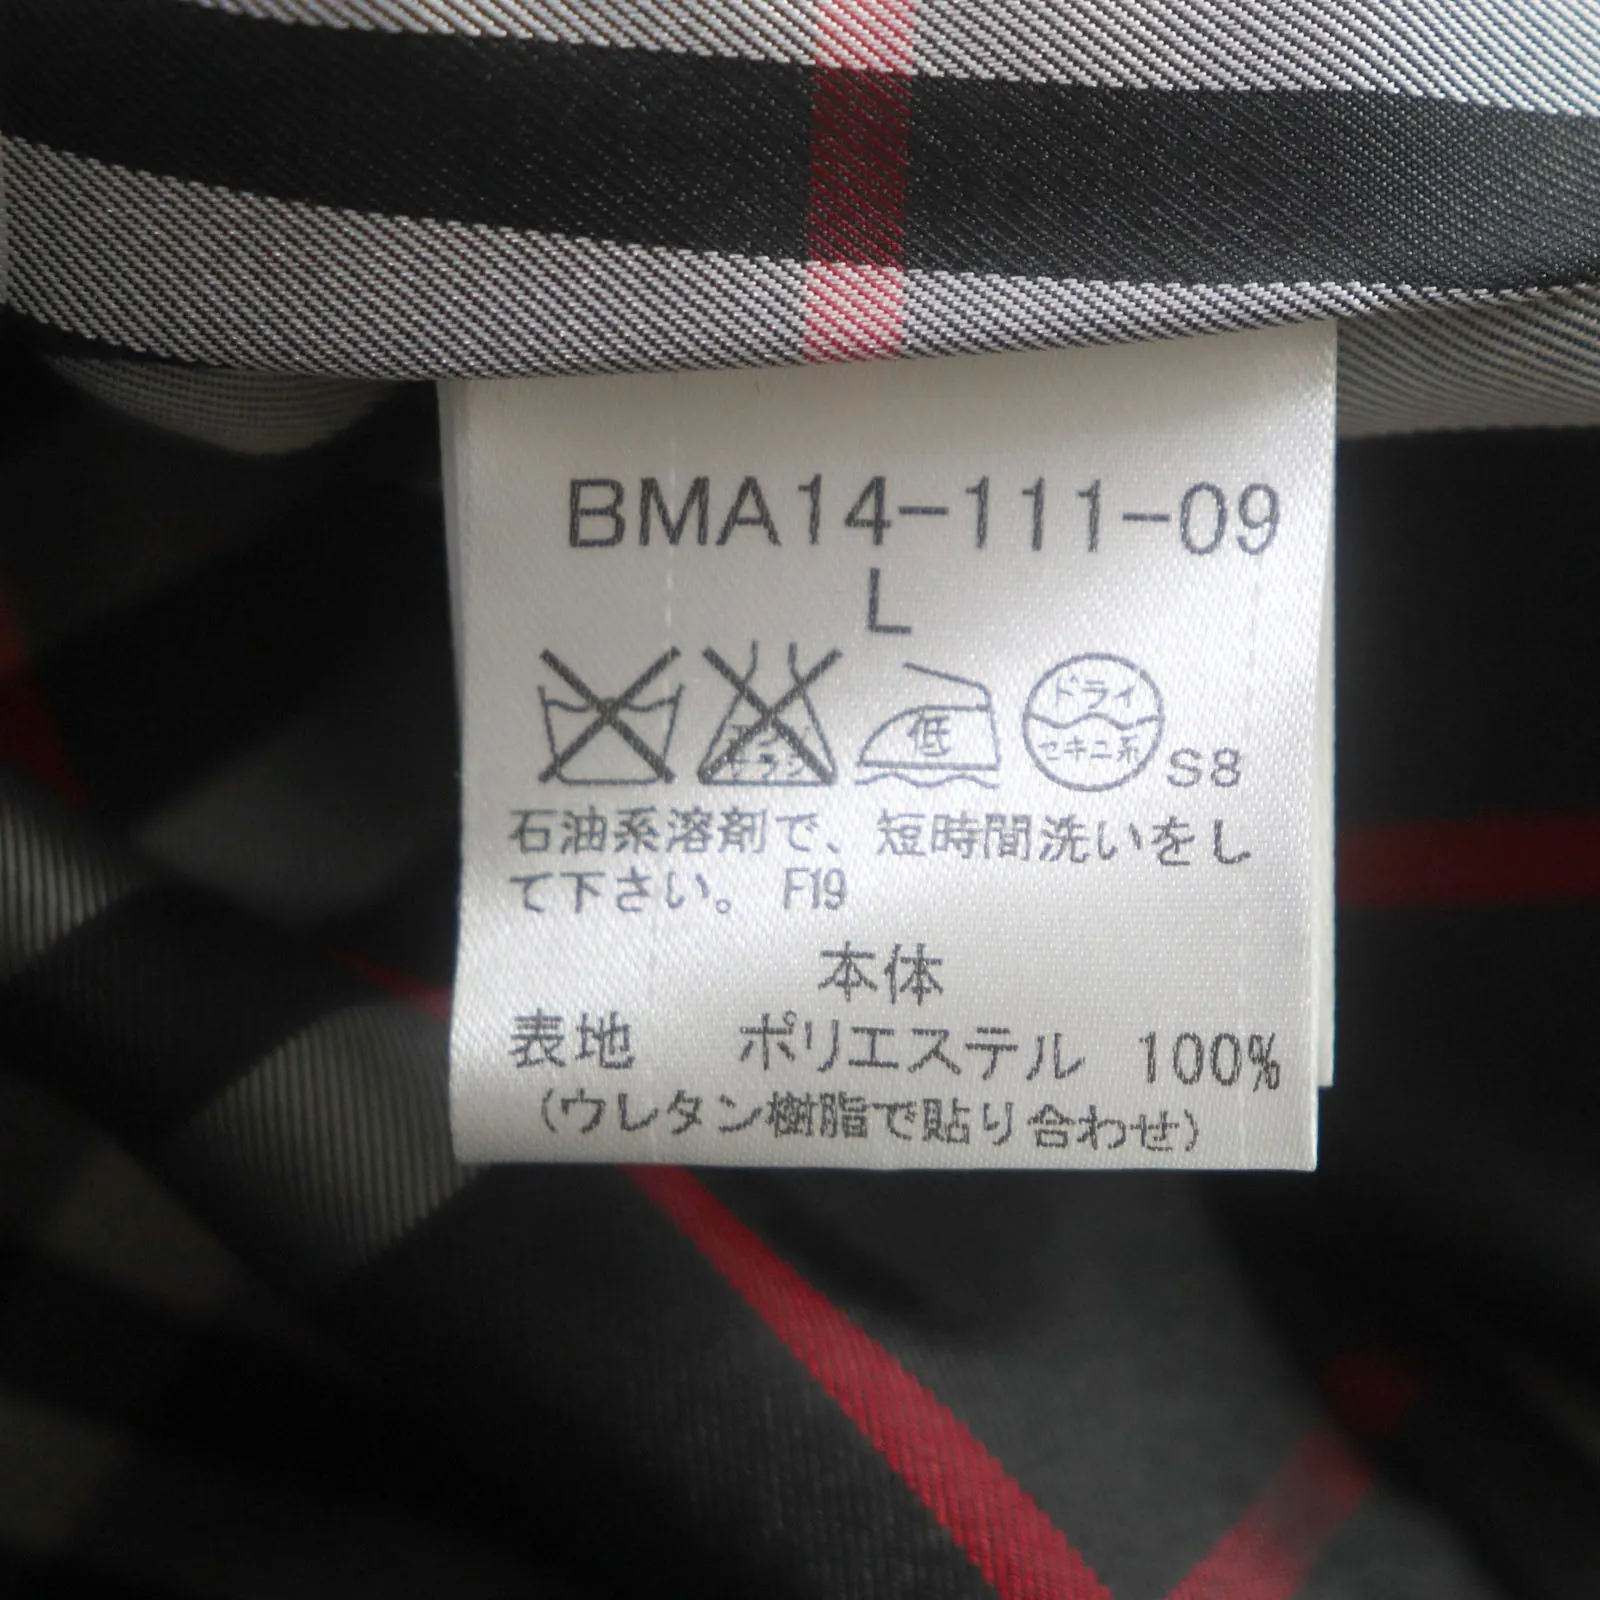 BMA14-111-09
L
低
ドライ
セキユ系
S8
石油系溶剤で、短時間洗いをし
て下さい。 F19
本体
表地 ポリエステル 100%
(ウレタン樹脂で貼り合わせ)